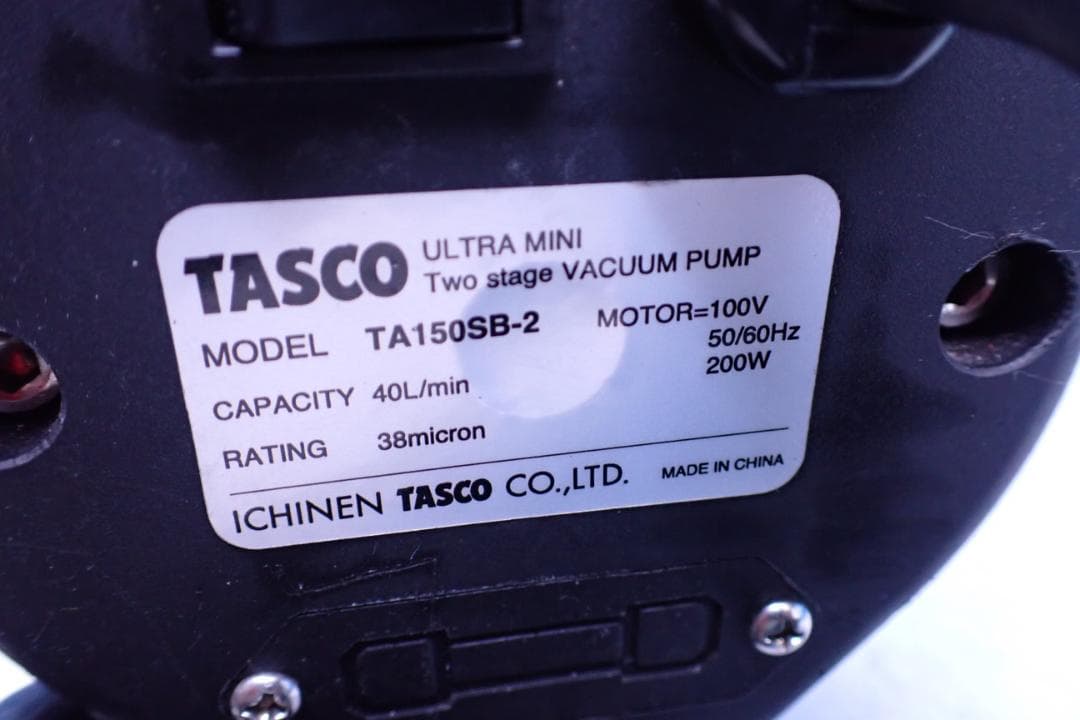 TASCO ULTRA MINI
Two stage VACUUM PUMP
MODEL TA150SB-2 MOTOR=100V
50/60Hz
200W
CAPACITY 40L/min
RATING 38micron
ICHINEN TASCO CO.,LTD. MADE IN CHINA